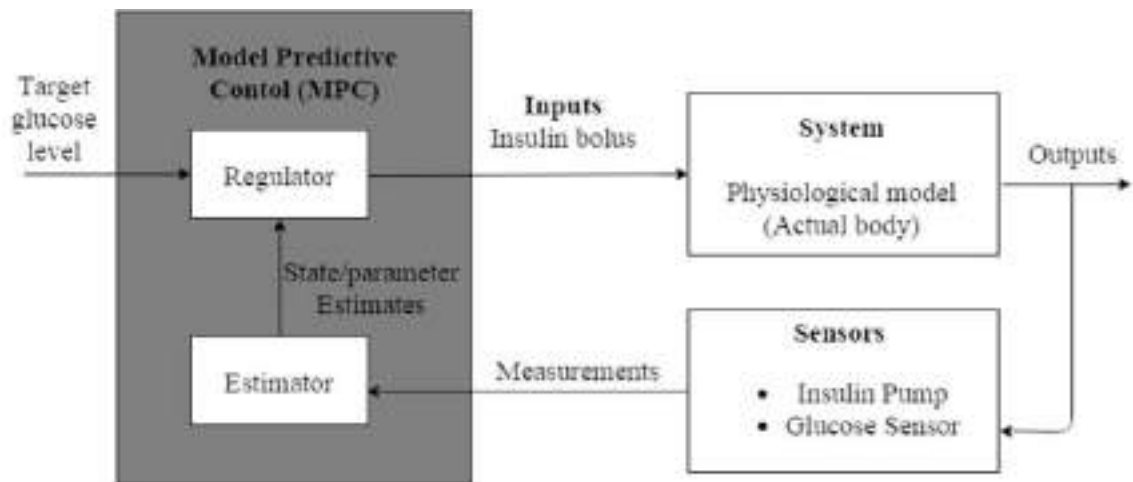 Model Predictive
Contol (MPC)
Target
glucose
level
Regulator
Inputs
Insulin bolus
System
Physiological model
(Actual body)
Outputs
State/parameter
Estimates
Estimator
Measurements
Sensors
• Insulin Pump
• Glucose Sensor